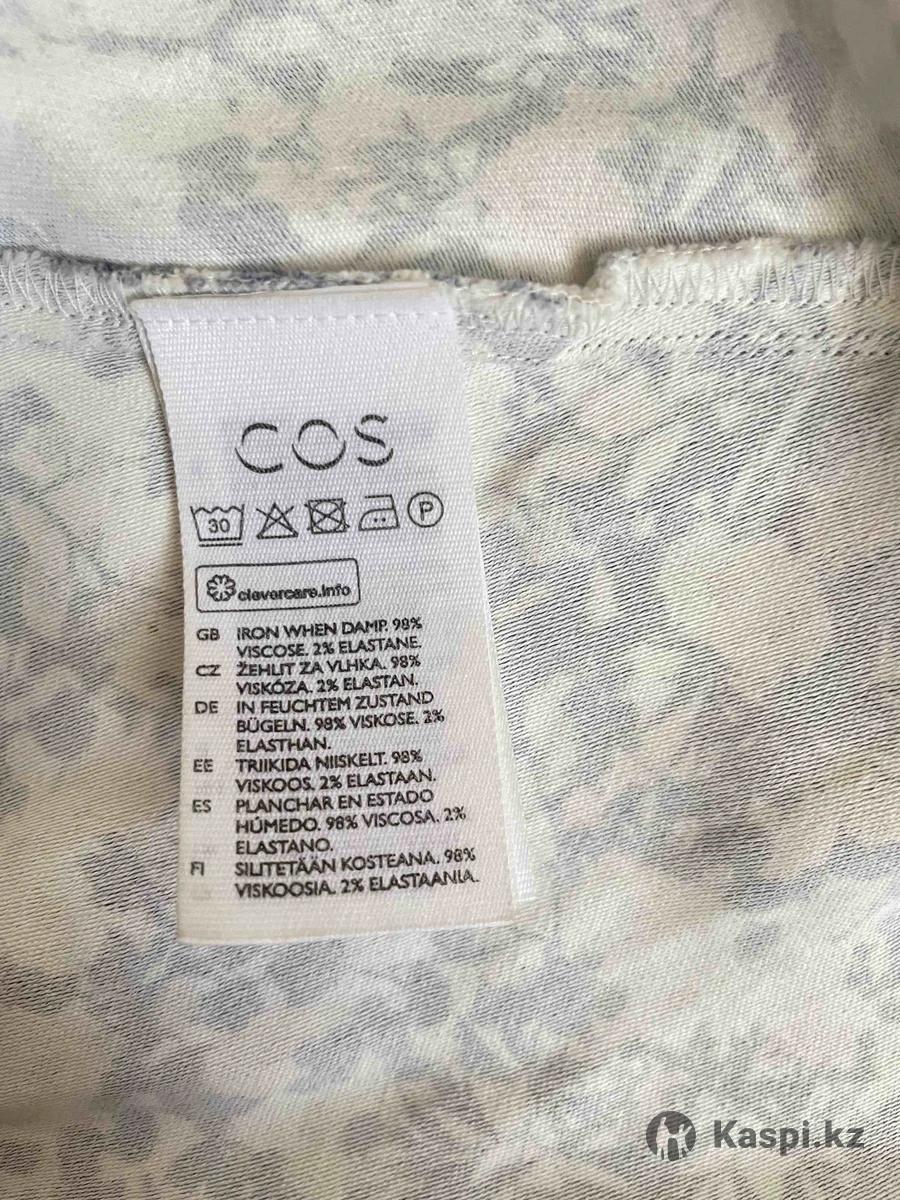 COS
30
P
clevercare.info
GB IRON WHEN DAMP. 98%
VISCOSE. 2% ELASTANE.
CZ ŽEHLIT ZA VLHKA. 98%
VISKÓZA. 2% ELASTAN.
DE IN FEUCHTEM ZUSTAND
BÜGELN. 98% VISKOSE. 2%
ELASTHAN.
EE TRIIKIDA NIISKELT. 98%
VISKOOS. 2% ELASTAAN.
ES PLANCHAR EN ESTADO
HÚMEDO. 98% VISCOSA. 2%
ELASTANO.
FI SILITETÄÄN KOSTEANA. 98%
VISKOOSIA. 2% ELASTAANIA.
Kaspi.kz